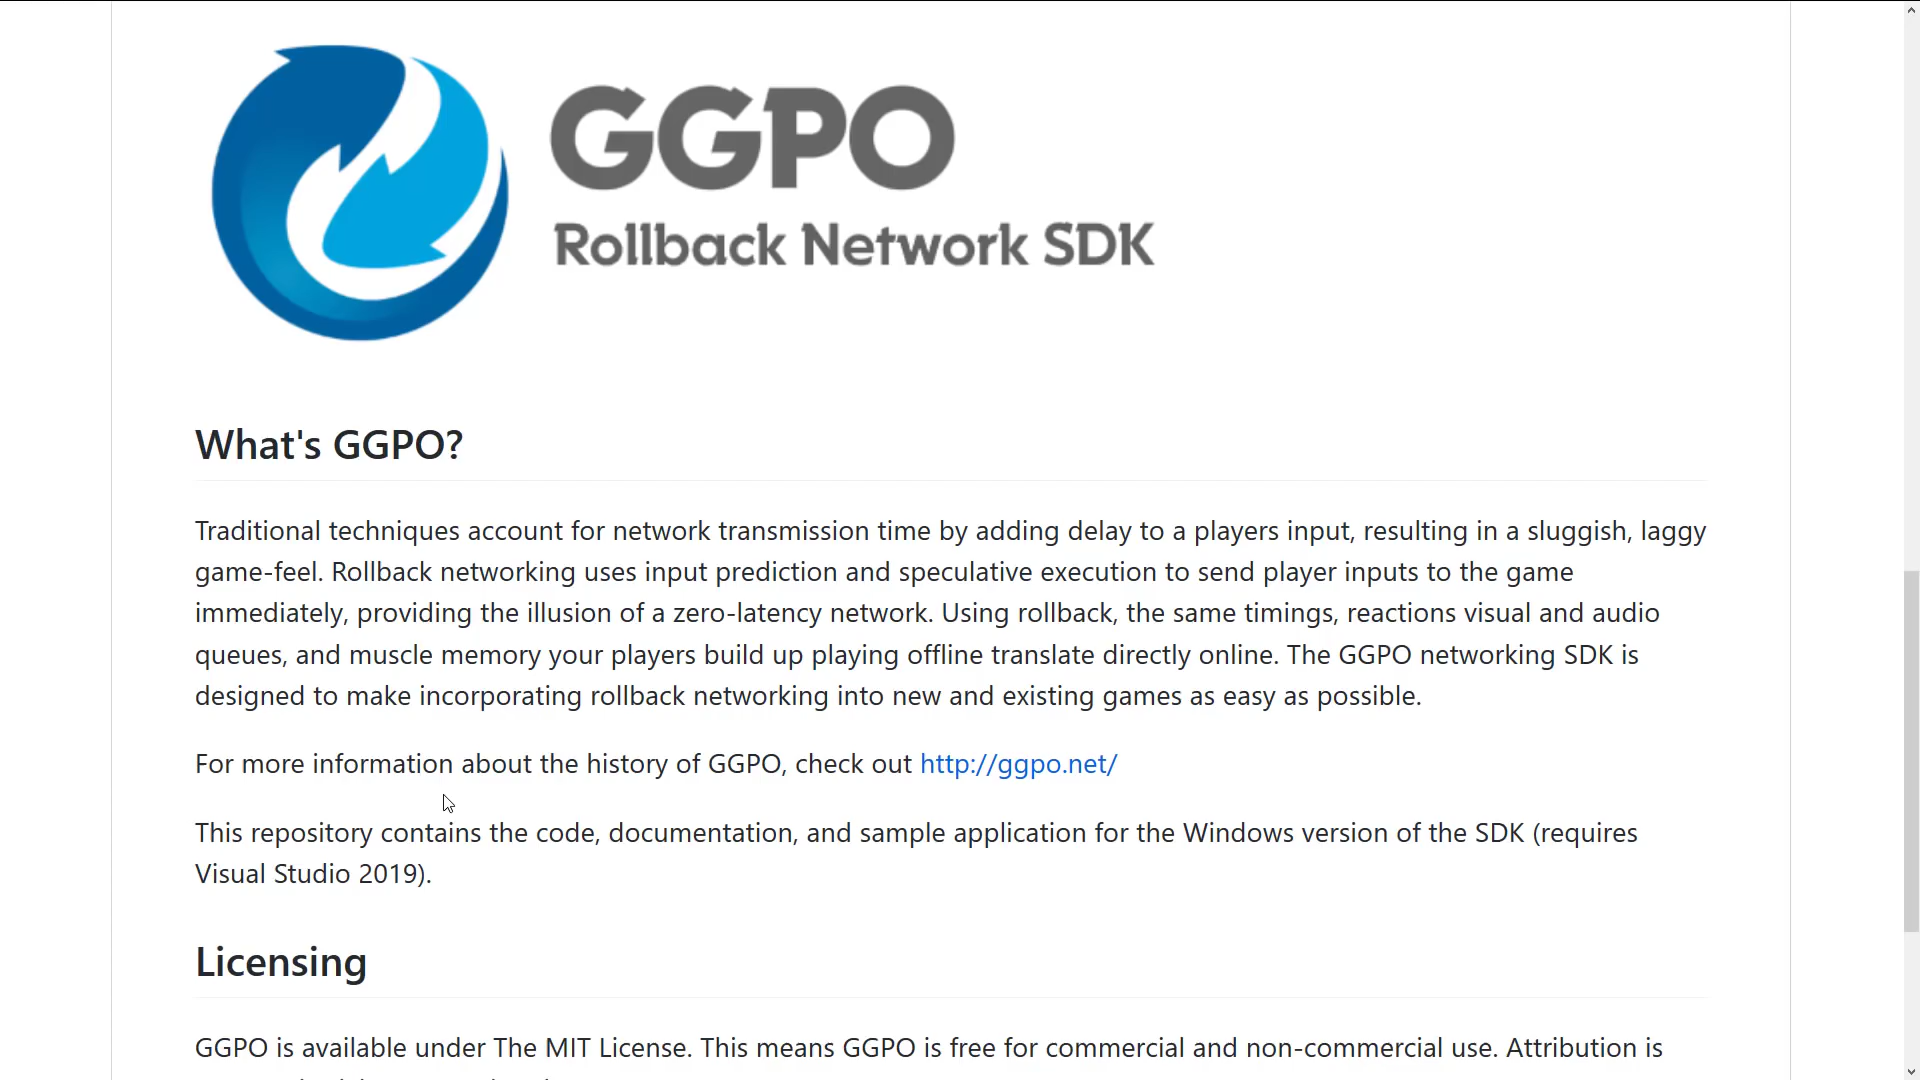 GGPO
Rollback Network SDK
What's GGPO?
Traditional techniques account for network transmission time by adding delay to a players input, resulting in a sluggish, laggy
game-feel. Rollback networking uses input prediction and speculative execution to send player inputs to the game
immediately, providing the illusion of a zero-latency network. Using rollback, the same timings, reactions visual and audio
queues, and muscle memory your players build up playing offline translate directly online. The GGPO networking SDK is
designed to make incorporating rollback networking into new and existing games as easy as possible.
For more information about the history of GGPO, check out http://ggpo.net/
This repository contains the code, documentation, and sample application for the Windows version of the SDK (requires
Visual Studio 2019).
Licensing
GGPO is available under The MIT License. This means GGPO is free for commercial and non-commercial use. Attribution is